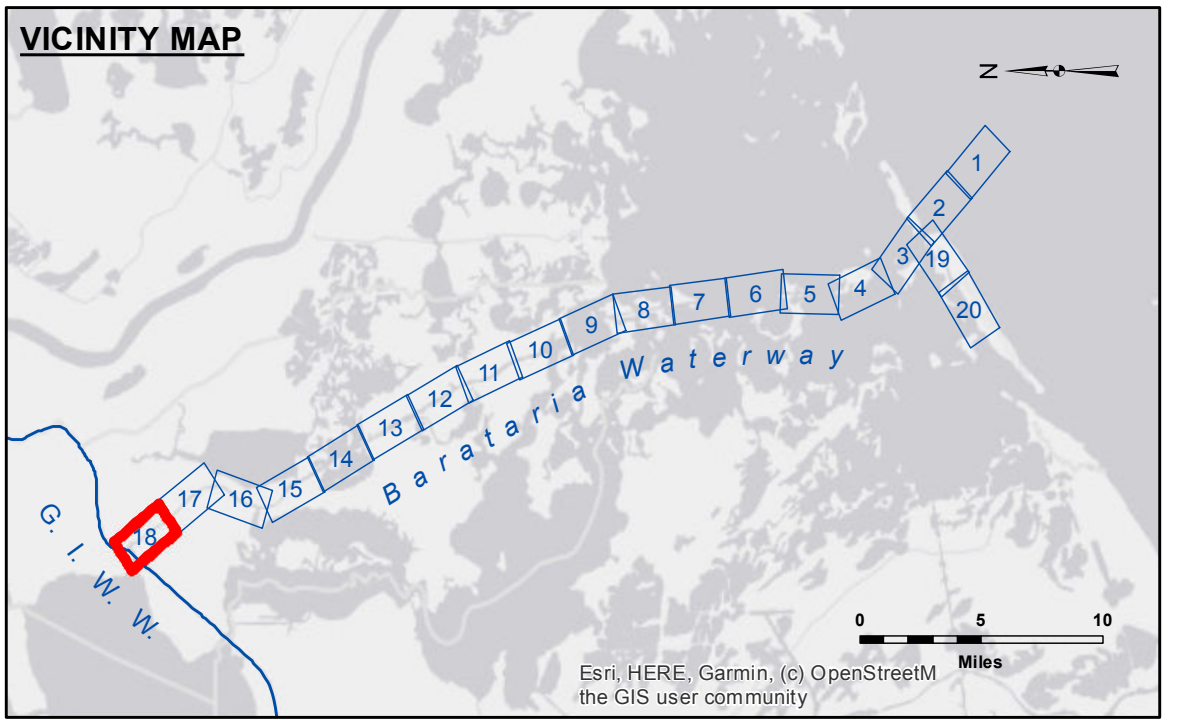 VICINITY MAP
N
1
2
3
19
4
5
6
7
8
20
9
10
11
12
13
14
15
16
17
18
Barataria Waterway
G. I. W. W.
0 5 10
Miles
Esri, HERE, Garmin, (c) OpenStreetM
the GIS user community